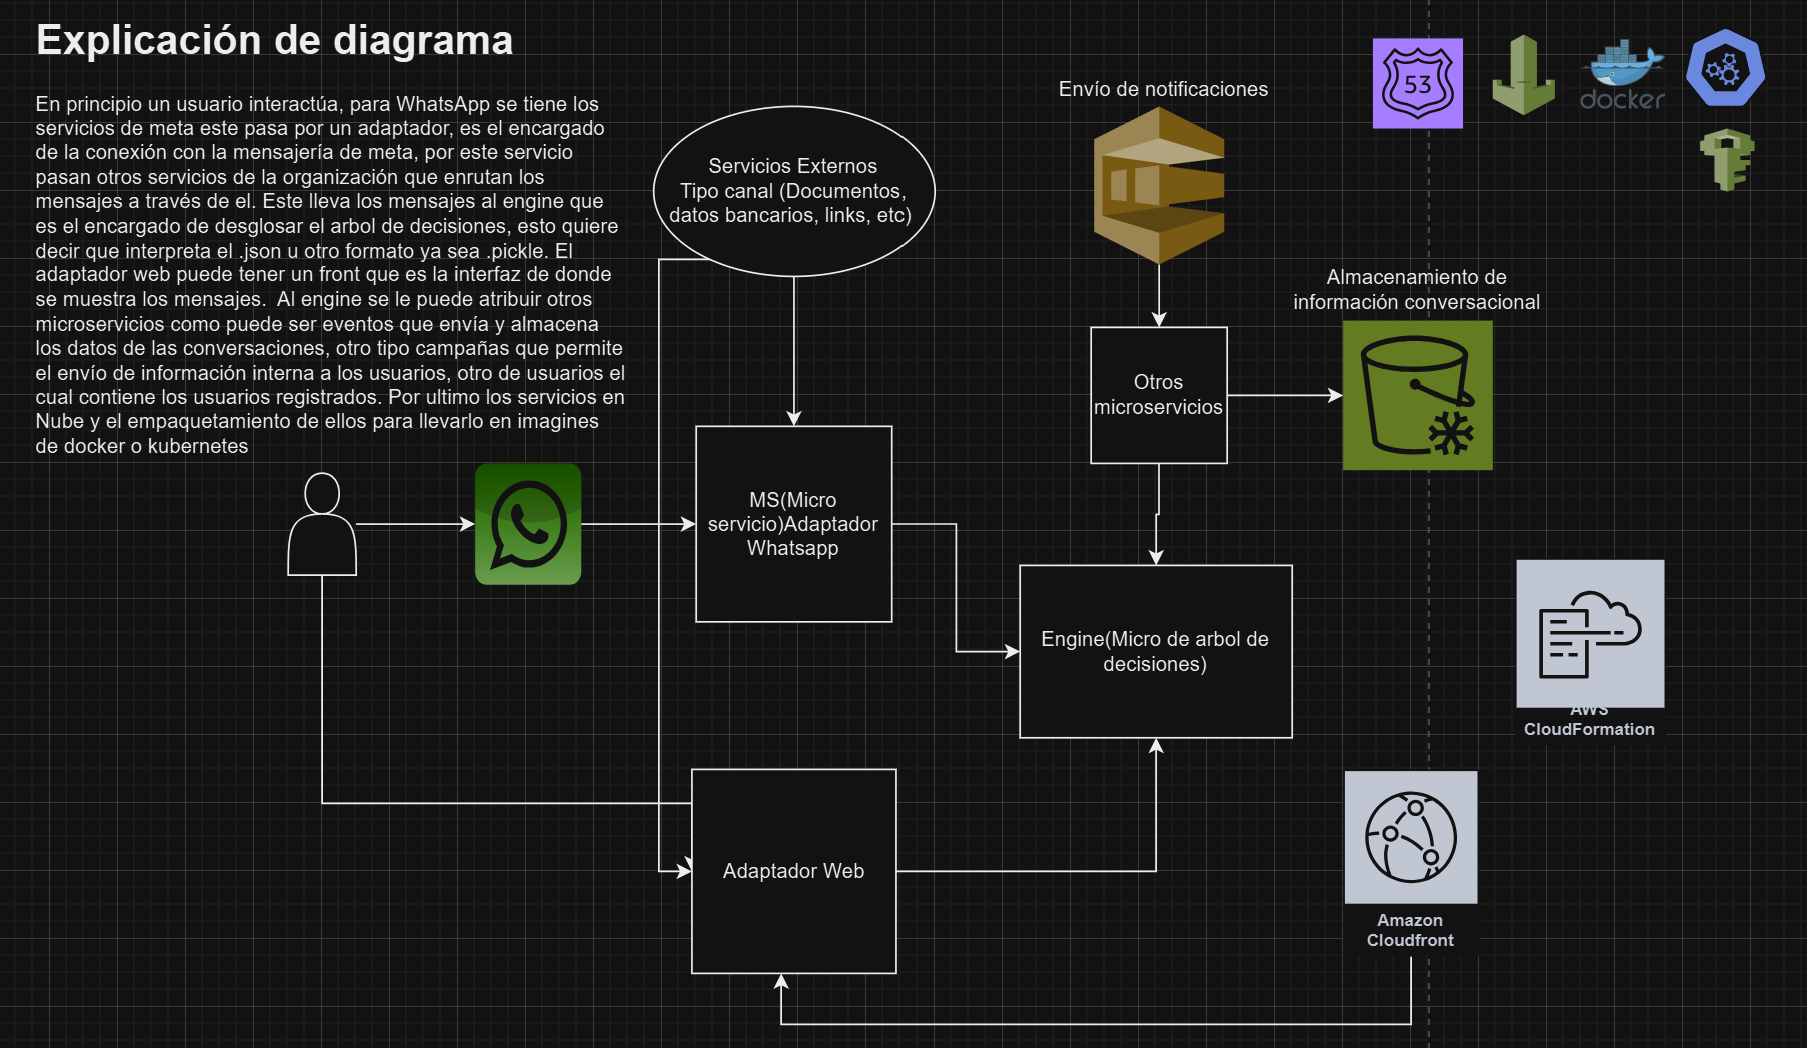 Explicación de diagrama
En principio un usuario interactúa, para WhatsApp se tiene los
servicios de meta este pasa por un adaptador, es el encargado
de la conexión con la mensajería de meta, por este servicio
pasan otros servicios de la organización que enrutan los
mensajes a través de el. Este lleva los mensajes al engine que
es el encargado de desglosar el arbol de decisiones, esto quiere
decir que interpreta el .json u otro formato ya sea .pickle. El
adaptador web puede tener un front que es la interfaz de donde
se muestra los mensajes.  Al engine se le puede atribuir otros
microservicios como puede ser eventos que envía y almacena
los datos de las conversaciones, otro tipo campañas que permite
el envío de información interna a los usuarios, otro de usuarios el
cual contiene los usuarios registrados. Por ultimo los servicios en
Nube y el empaquetamiento de ellos para llevarlo en imagines
de docker o kubernetes
Servicios Externos
Tipo canal (Documentos,
datos bancarios, links, etc)
Envío de notificaciones
53
docker
Almacenamiento de
información conversacional
Otros
microservicios
MS(Micro
servicio)Adaptador
Whatsapp
Engine(Micro de arbol de
decisiones)
AWS
CloudFormation
Adaptador Web
Amazon
Cloudfront